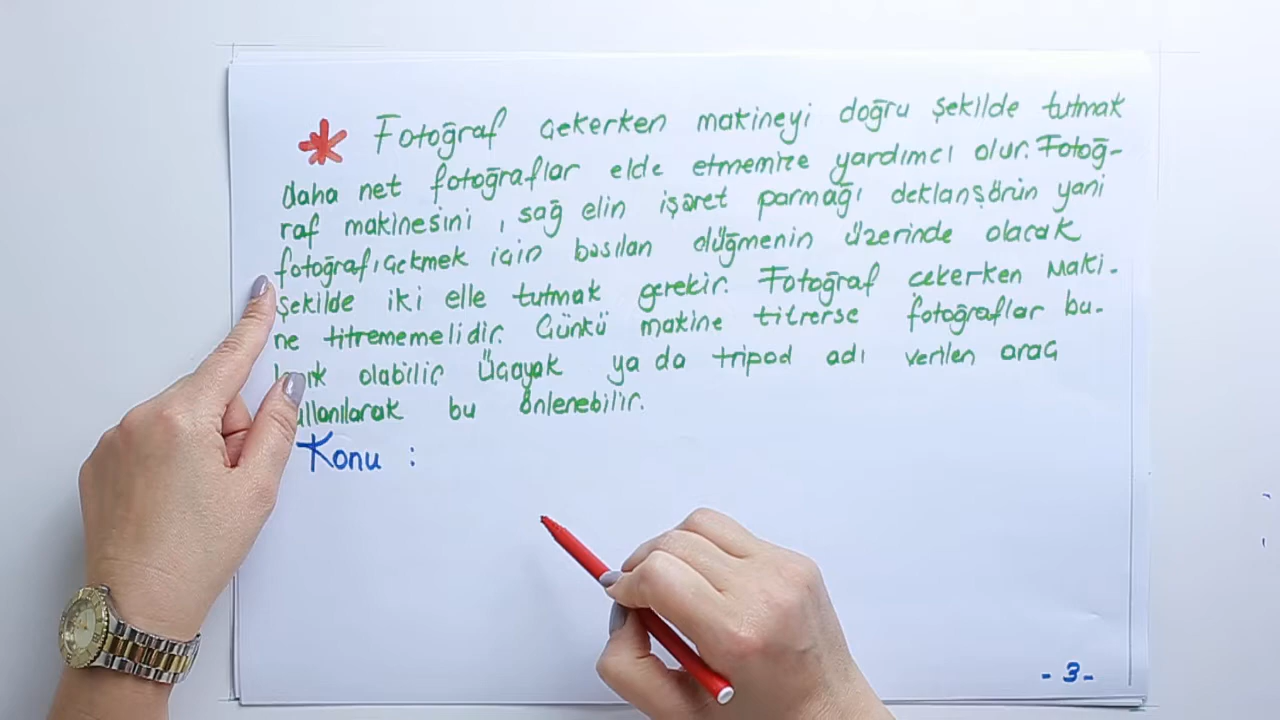 * Fotoğraf çekerken makineyi doğru şekilde tutmak
daha net fotoğraflar elde etmemize yardımcı olur. Fotoğ-
raf makinesini, sağ elin işaret parmağı deklanşörün yani
fotoğrafı çekmek için basılan düğmenin üzerinde olacak
şekilde iki elle tutmak gerekir. Fotoğraf çekerken Maki-
ne titrememelidir. Çünkü makine titrerse fotoğraflar bu-
olabilir Üçayak ya da tripod adı verilen araç
bu önlenebilir.
Konu :
- 3 -